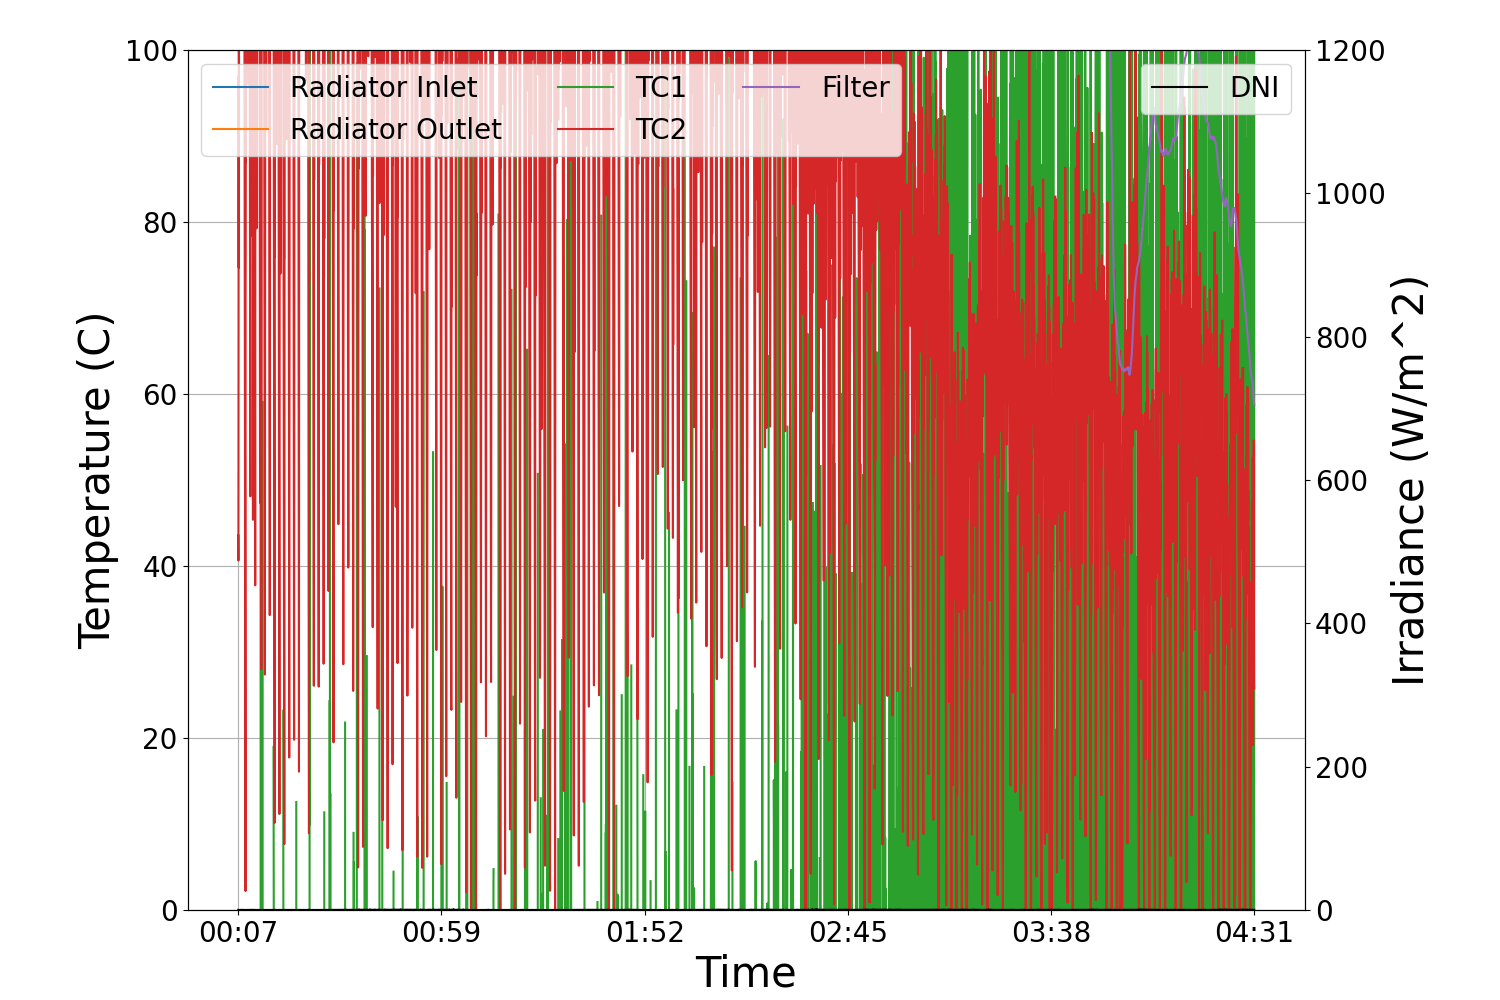 100
80
60
40
20
0
Temperature (C)
Radiator Inlet
Radiator Outlet
TC1
TC2
Filter
DNI
1200
1000
800
600
400
200
0
Irradiance (W/m^2)
00:07
00:59
01:52
02:45
03:38
04:31
Time